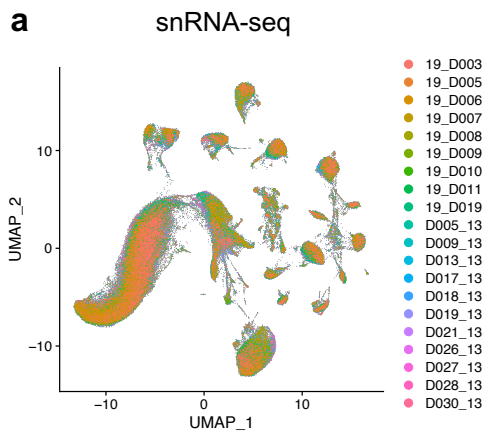 a
snRNA-seq
19_D003
19_D005
19_D006
19_D007
19_D008
19_D009
19_D010
19_D011
19_D019
D005_13
D009_13
D013_13
D017_13
D018_13
D019_13
D021_13
D026_13
D027_13
D028_13
D030_13
UMAP_2
10
0
−10
−10
0
10
UMAP_1